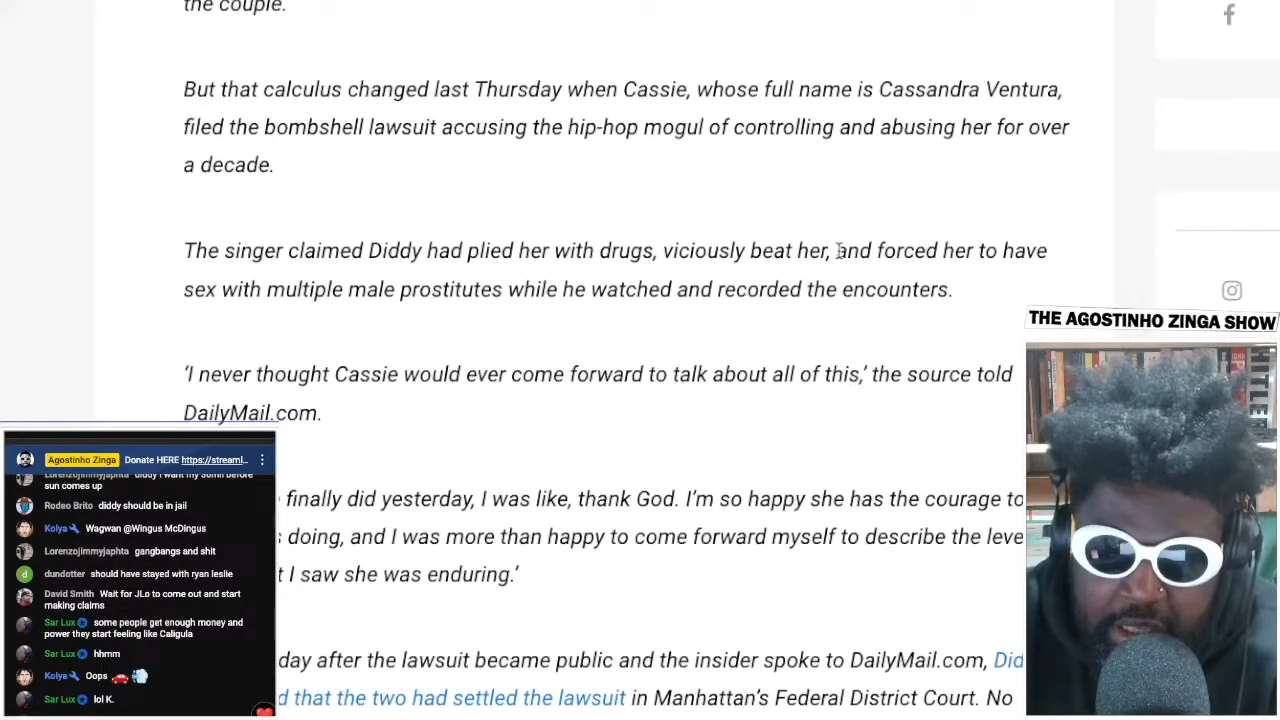 the couple.
But that calculus changed last Thursday when Cassie, whose full name is Cassandra Ventura,
filed the bombshell lawsuit accusing the hip-hop mogul of controlling and abusing her for over
a decade.
The singer claimed Diddy had plied her with drugs, viciously beat her, and forced her to have
sex with multiple male prostitutes while he watched and recorded the encounters.
‘I never thought Cassie would ever come forward to talk about all of this,’ the source told
DailyMail.com.
finally did yesterday, I was like, thank God. I’m so happy she has the courage to
doing, and I was more than happy to come forward myself to describe the leve
t I saw she was enduring.’
day after the lawsuit became public and the insider spoke to DailyMail.com, Did
d that the two had settled the lawsuit in Manhattan’s Federal District Court. No
THE AGOSTINHO ZINGA SHOW
Agostinho Zinga Donate HERE https://streaml...
Lorenzojimmyjaphta diddy i want my 50mil before
sun comes up
Rodeo Brito diddy should be in jail
Kolya Wagwan @Wingus McDingus
Lorenzojimmyjaphta gangbangs and shit
d dundotter should have stayed with ryan leslie
David Smith Wait for JLo to come out and start
making claims
Sar Lux some people get enough money and
power they start feeling like Caligula
Sar Lux hhmm
Kolya Oops
Sar Lux lol K.